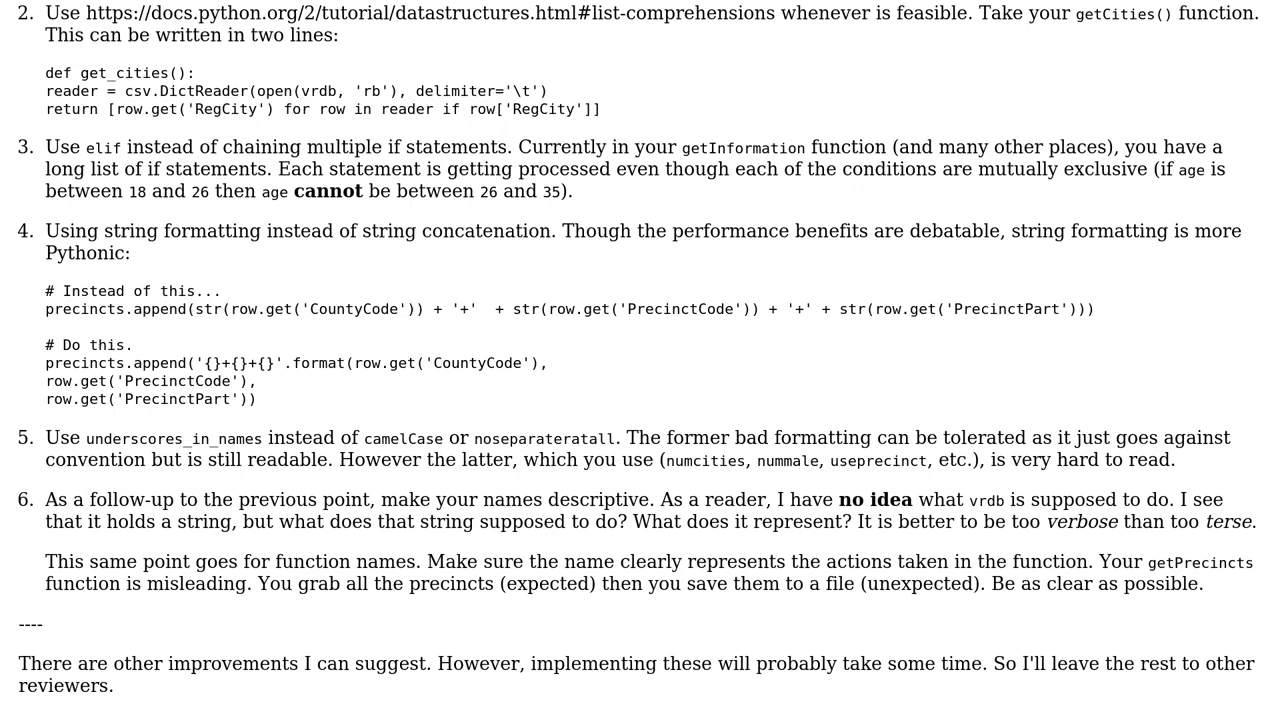 2. Use https://docs.python.org/2/tutorial/datastructures.html#list-comprehensions whenever is feasible. Take your getCities() function.
This can be written in two lines:
def get_cities():
reader = csv.DictReader(open(vrdb, 'rb'), delimiter='\t')
return [row.get('RegCity') for row in reader if row['RegCity']]
3. Use elif instead of chaining multiple if statements. Currently in your getInformation function (and many other places), you have a
long list of if statements. Each statement is getting processed even though each of the conditions are mutually exclusive (if age is
between 18 and 26 then age cannot be between 26 and 35).
4. Using string formatting instead of string concatenation. Though the performance benefits are debatable, string formatting is more
Pythonic:
# Instead of this...
precincts.append(str(row.get('CountyCode')) + '+'  + str(row.get('PrecinctCode')) + '+' + str(row.get('PrecinctPart')))
# Do this.
precincts.append('{}+{}+{}'.format(row.get('CountyCode'),
row.get('PrecinctCode'),
row.get('PrecinctPart'))
5. Use underscores_in_names instead of camelCase or noseparateratall. The former bad formatting can be tolerated as it just goes against
convention but is still readable. However the latter, which you use (numcities, nummale, useprecinct, etc.), is very hard to read.
6. As a follow-up to the previous point, make your names descriptive. As a reader, I have no idea what vrdb is supposed to do. I see
that it holds a string, but what does that string supposed to do? What does it represent? It is better to be too verbose than too terse.
This same point goes for function names. Make sure the name clearly represents the actions taken in the function. Your getPrecincts
function is misleading. You grab all the precincts (expected) then you save them to a file (unexpected). Be as clear as possible.
----
There are other improvements I can suggest. However, implementing these will probably take some time. So I'll leave the rest to other
reviewers.